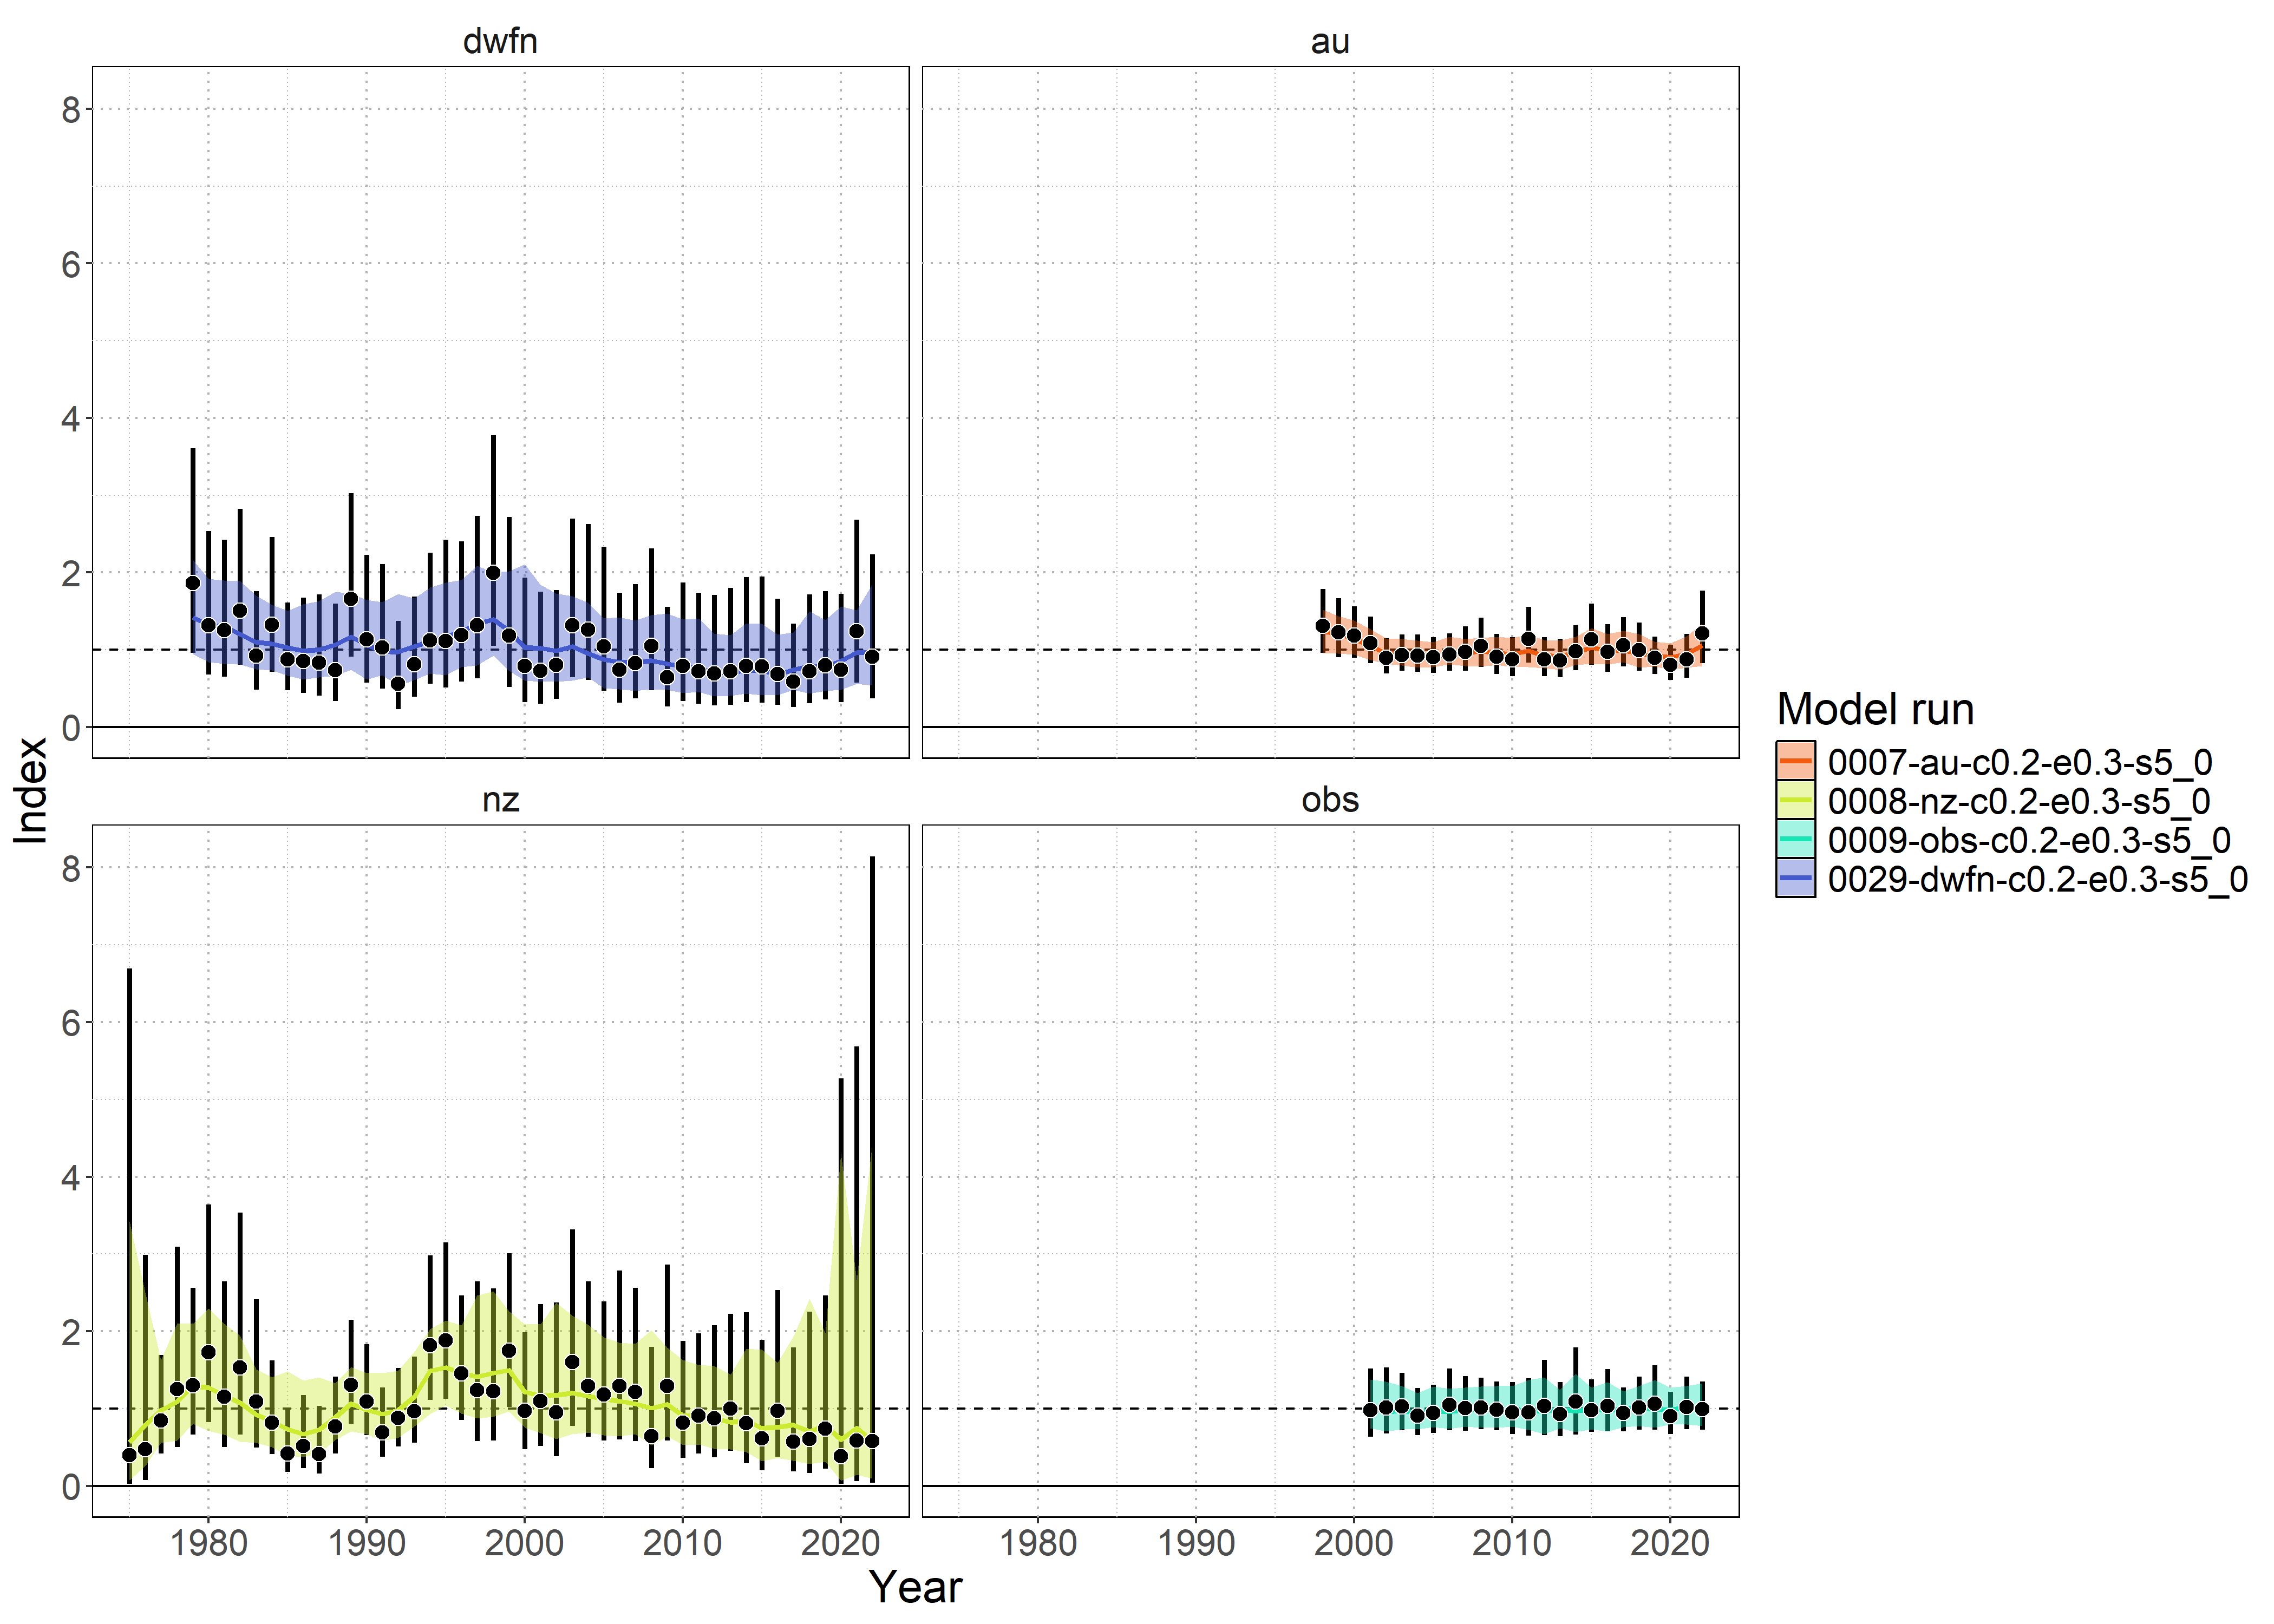 dwfn
au
8
6
4
2
0
Index
nz
obs
8
6
4
2
0
1980 1990 2000 2010 2020
1980 1990 2000 2010 2020
Year
Model run
0007-au-c0.2-e0.3-s5_0
0008-nz-c0.2-e0.3-s5_0
0009-obs-c0.2-e0.3-s5_0
0029-dwfn-c0.2-e0.3-s5_0